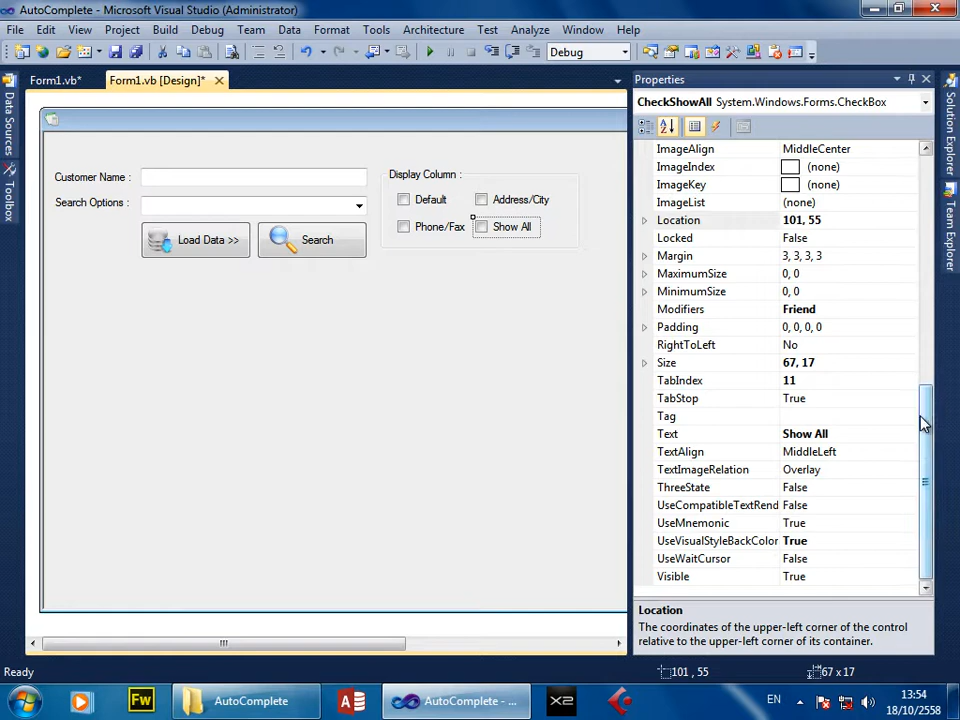 AutoComplete - Microsoft Visual Studio (Administrator)
File Edit View Project Build Debug Team Data Format Tools Architecture Test Analyze Window Help
Debug
Form1.vb* Form1.vb [Design]*
Data Sources
Toolbox
Customer Name :
Search Options :
Load Data >> Search
Display Column :
Default Address/City
Phone/Fax Show All
Properties
CheckShowAll System.Windows.Forms.CheckBox
ImageAlign MiddleCenter
ImageIndex (none)
ImageKey (none)
ImageList (none)
Location 101, 55
Locked False
Margin 3, 3, 3, 3
MaximumSize 0, 0
MinimumSize 0, 0
Modifiers Friend
Padding 0, 0, 0, 0
RightToLeft No
Size 67, 17
TabIndex 11
TabStop True
Tag
Text Show All
TextAlign MiddleLeft
TextImageRelation Overlay
ThreeState False
UseCompatibleTextRend False
UseMnemonic True
UseVisualStyleBackColor True
UseWaitCursor False
Visible True
Location
The coordinates of the upper-left corner of the control
relative to the upper-left corner of its container.
Solution Explorer
Team Explorer
Ready 101 , 55 67 x 17
Fw AutoComplete AutoComplete - ... X2 EN 13:54
18/10/2558